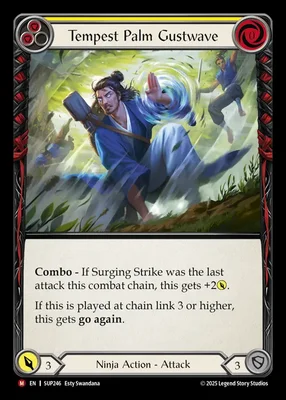 Tempest Palm Gustwave
Combo - If Surging Strike was the last
attack this combat chain, this gets +2
If this is played at chain link 3 or higher,
this gets go again.
3
Ninja Action - Attack
3
M EN | SUP246 Esty Swandana
© 2025 Legend Story Studios